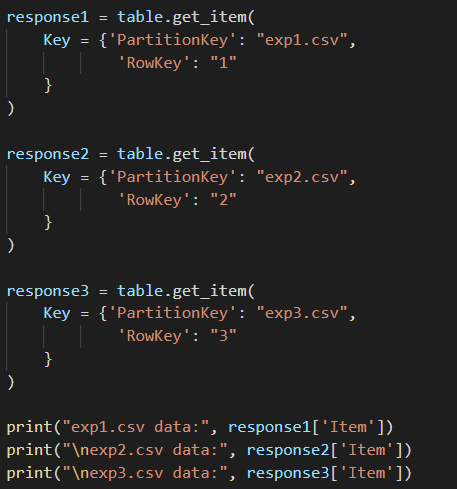 response1 = table.get_item(
    Key = {'PartitionKey': "exp1.csv",
            'RowKey': "1"
    }
)

response2 = table.get_item(
    Key = {'PartitionKey': "exp2.csv",
            'RowKey': "2"
    }
)

response3 = table.get_item(
    Key = {'PartitionKey': "exp3.csv",
            'RowKey': "3"
    }
)

print("exp1.csv data:", response1['Item'])
print("\nexp2.csv data:", response2['Item'])
print("\nexp3.csv data:", response3['Item'])